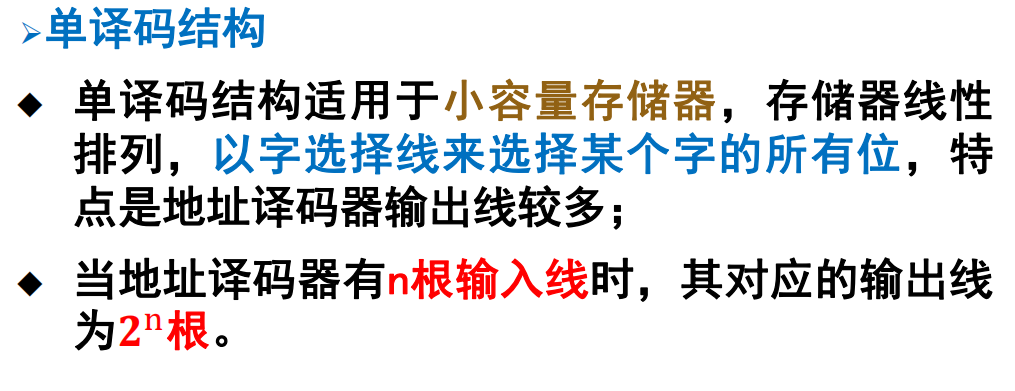 ➢单译码结构
◆ 单译码结构适用于小容量存储器，存储器线性
排列，以字选择线来选择某个字的所有位，特
点是地址译码器输出线较多；
◆ 当地址译码器有n根输入线时，其对应的输出线
为2ⁿ根。